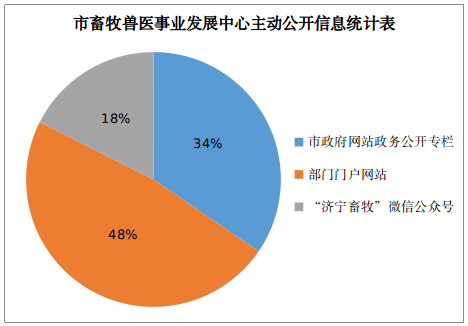 市畜牧兽医事业发展中心主动公开信息统计表
18%
34%
48%
市政府网站政务公开专栏
部门门户网站
“济宁畜牧”微信公众号